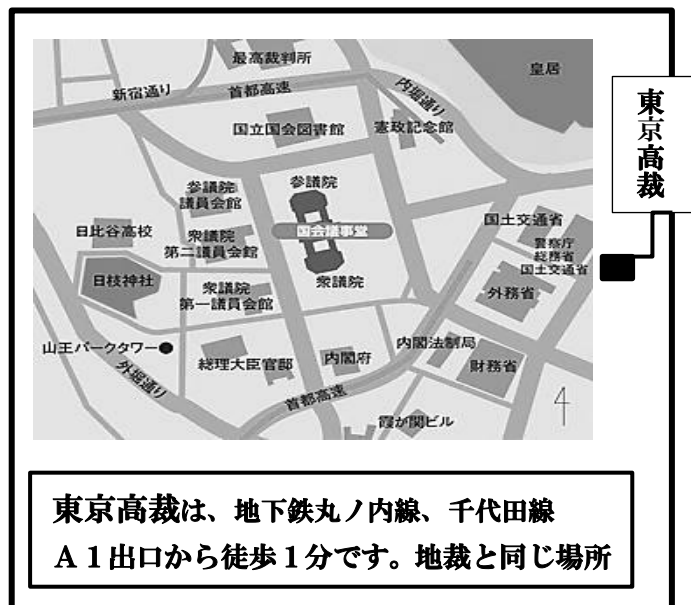 最高裁判所
皇居
新宿通り
首都高速
内堀通り
国立国会図書館
憲政記念館
東京高裁
参議院
議員会館
参議院
国土交通省
日比谷高校
衆議院
第二議員会館
国会議事堂
警察庁
総務省
国土交通省
日枝神社
衆議院
第一議員会館
衆議院
外務省
山王パークタワー
外堀通り
総理大臣官邸
内閣府
内閣法制局
財務省
首都高速
霞が関ビル
東京高裁は、地下鉄丸ノ内線、千代田線
A1出口から徒歩1分です。地裁と同じ場所